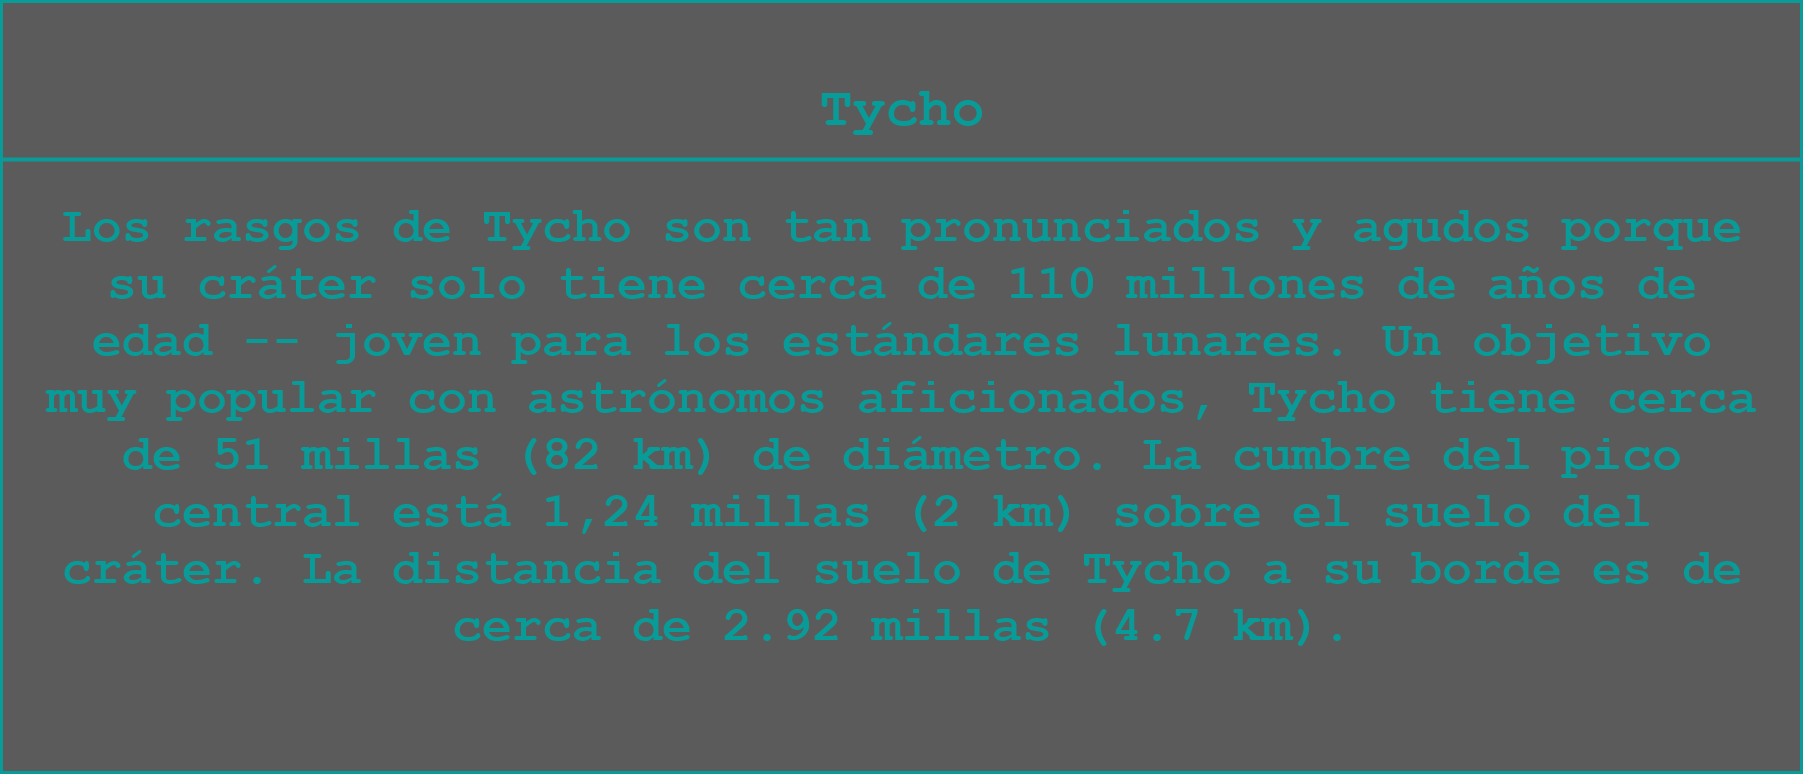 Tycho
Los rasgos de Tycho son tan pronunciados y agudos porque
su cráter solo tiene cerca de 110 millones de años de
edad -- joven para los estándares lunares. Un objetivo
muy popular con astrónomos aficionados, Tycho tiene cerca
de 51 millas (82 km) de diámetro. La cumbre del pico
central está 1,24 millas (2 km) sobre el suelo del
cráter. La distancia del suelo de Tycho a su borde es de
cerca de 2.92 millas (4.7 km).